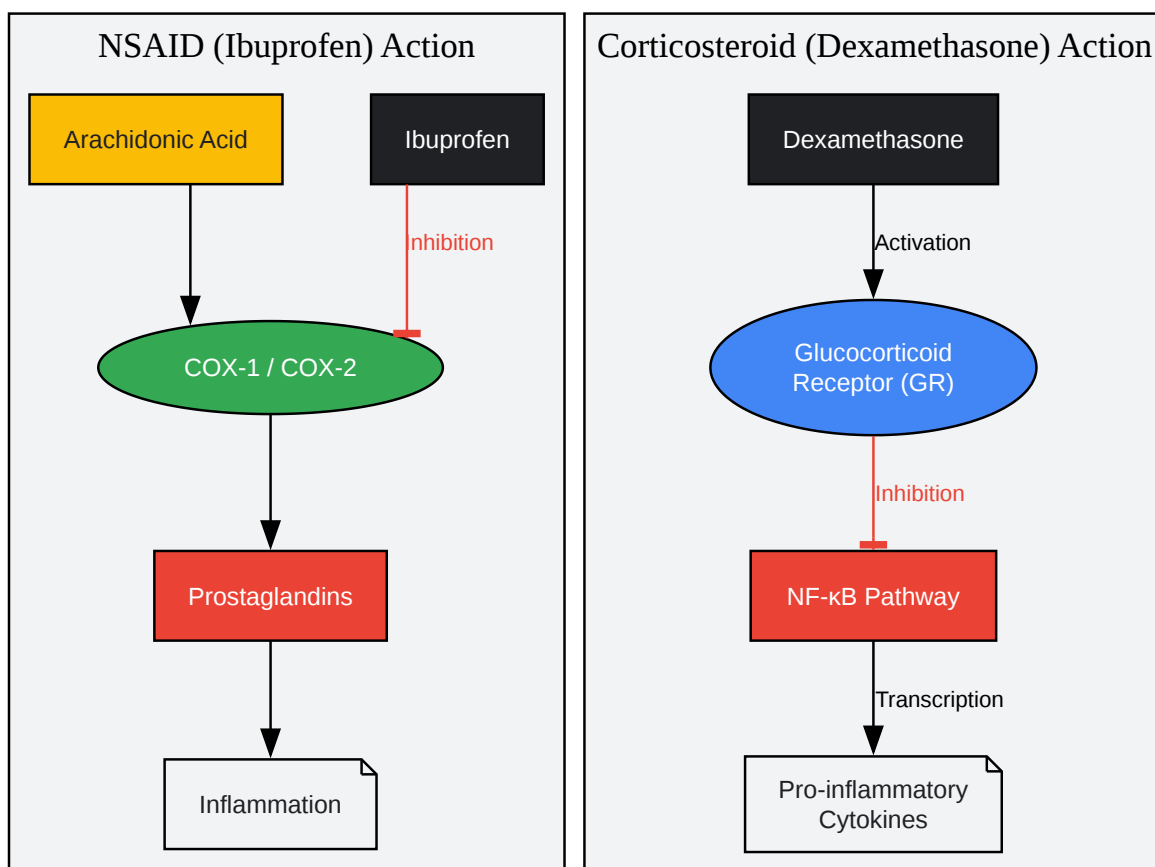 NSAID (Ibuprofen) Action
Arachidonic Acid
Ibuprofen
Inhibition
COX-1 / COX-2
Prostaglandins
Inflammation
Corticosteroid (Dexamethasone) Action
Dexamethasone
Activation
Glucocorticoid
Receptor (GR)
Inhibition
NF-κB Pathway
Transcription
Pro-inflammatory
Cytokines